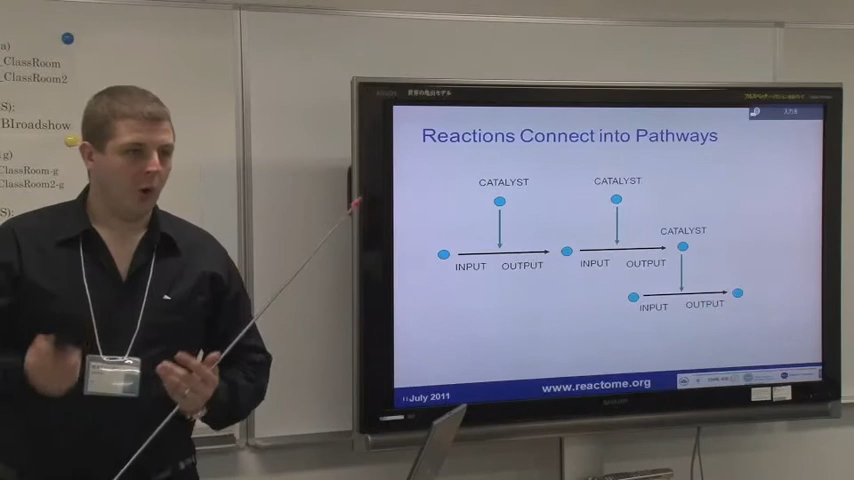 a)
_ClassRoom
_ClassRoom2
S):
BIroadshow
g)
ClassRoom-g
ClassRoom2-g
S):
Reactions Connect into Pathways
CATALYST
CATALYST
CATALYST
INPUT
OUTPUT
INPUT
OUTPUT
INPUT
OUTPUT
11 July 2011
www.reactome.org